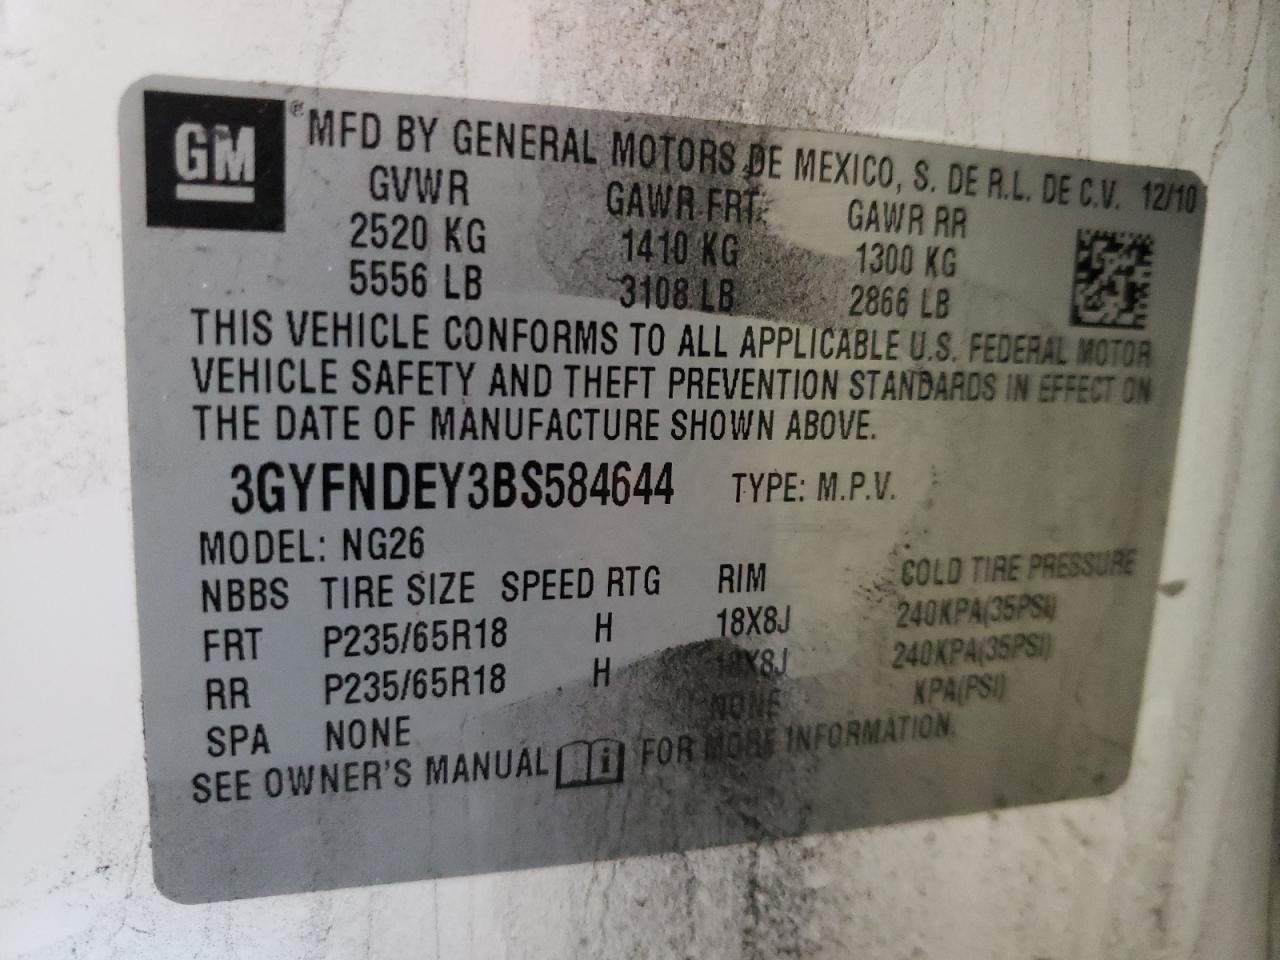 GM
® MFD BY GENERAL MOTORS DE MEXICO, S. DE R.L. DE C.V. 12/10
GVWR GAWR FRT GAWR RR
2520 KG 1410 KG 1300 KG
5556 LB 3108 LB 2866 LB
THIS VEHICLE CONFORMS TO ALL APPLICABLE U.S. FEDERAL MOTOR
VEHICLE SAFETY AND THEFT PREVENTION STANDARDS IN EFFECT ON
THE DATE OF MANUFACTURE SHOWN ABOVE.
3GYFNDEY3BS584644 TYPE: M.P.V.
MODEL: NG26
NBBS TIRE SIZE SPEED RTG RIM COLD TIRE PRESSURE
FRT P235/65R18 H 18X8J 240KPA(35PSI)
RR P235/65R18 H 18X8J 240KPA(35PSI)
SPA NONE NONE KPA(PSI)
SEE OWNER'S MANUAL i FOR MORE INFORMATION.